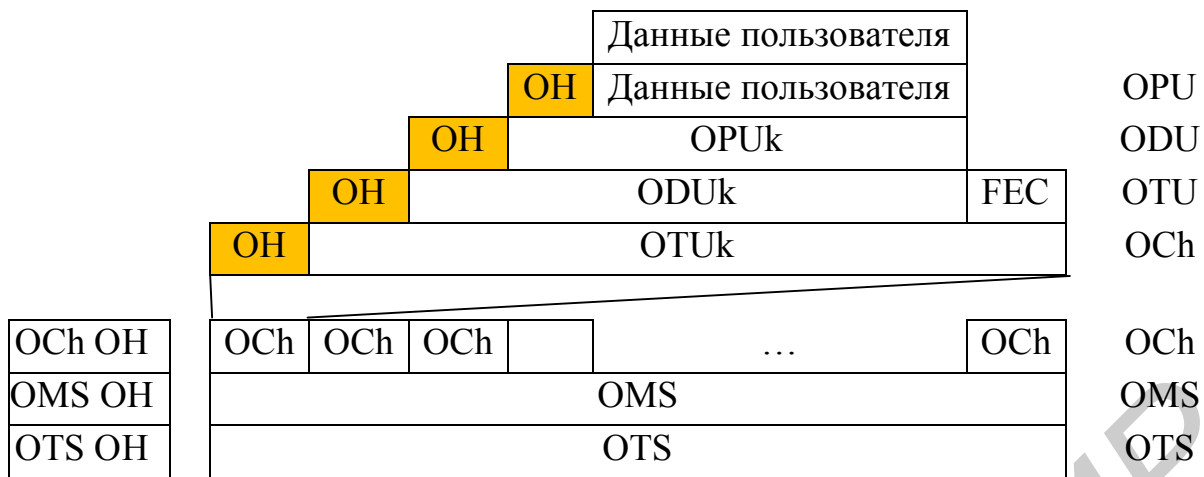 Данные пользователя
OH Данные пользователя OPU
OH OPUk ODU
OH ODUk FEC OTU
OH OTUk OCh
OCh OH OCh OCh OCh … OCh OCh
OMS OH OMS OMS
OTS OH OTS OTS